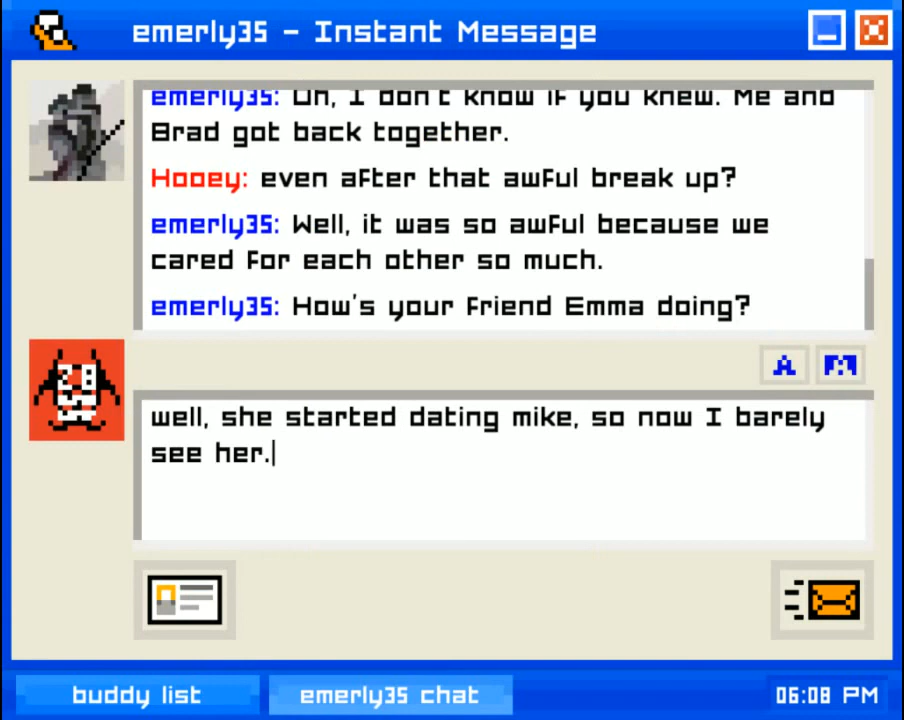 emerly35 - Instant Message
emerly35: Oh, I don't know if you knew. Me and
Brad got back together.
Hooey: even after that awful break up?
emerly35: Well, it was so awful because we
cared for each other so much.
emerly35: How's your friend Emma doing?
A
well, she started dating mike, so now I barely
see her.
buddy list
emerly35 chat
06:08 PM